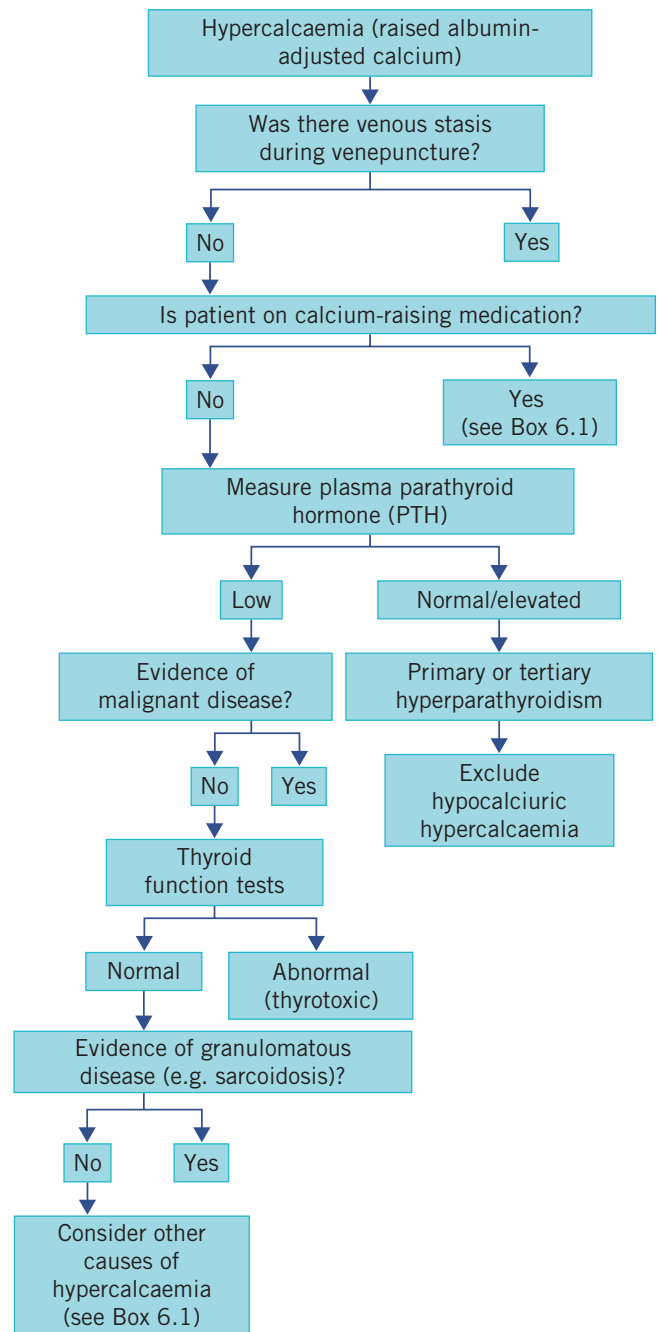 Hypercalcaemia (raised albumin-
adjusted calcium)
Was there venous stasis
during venepuncture?
No
Yes
Is patient on calcium-raising medication?
No
Yes
(see Box 6.1)
Measure plasma parathyroid
hormone (PTH)
Low
Normal/elevated
Evidence of
malignant disease?
Primary or tertiary
hyperparathyroidism
No
Yes
Exclude
hypocalciuric
hypercalcaemia
Thyroid
function tests
Normal
Abnormal
(thyrotoxic)
Evidence of granulomatous
disease (e.g. sarcoidosis)?
No
Yes
Consider other
causes of
hypercalcaemia
(see Box 6.1)